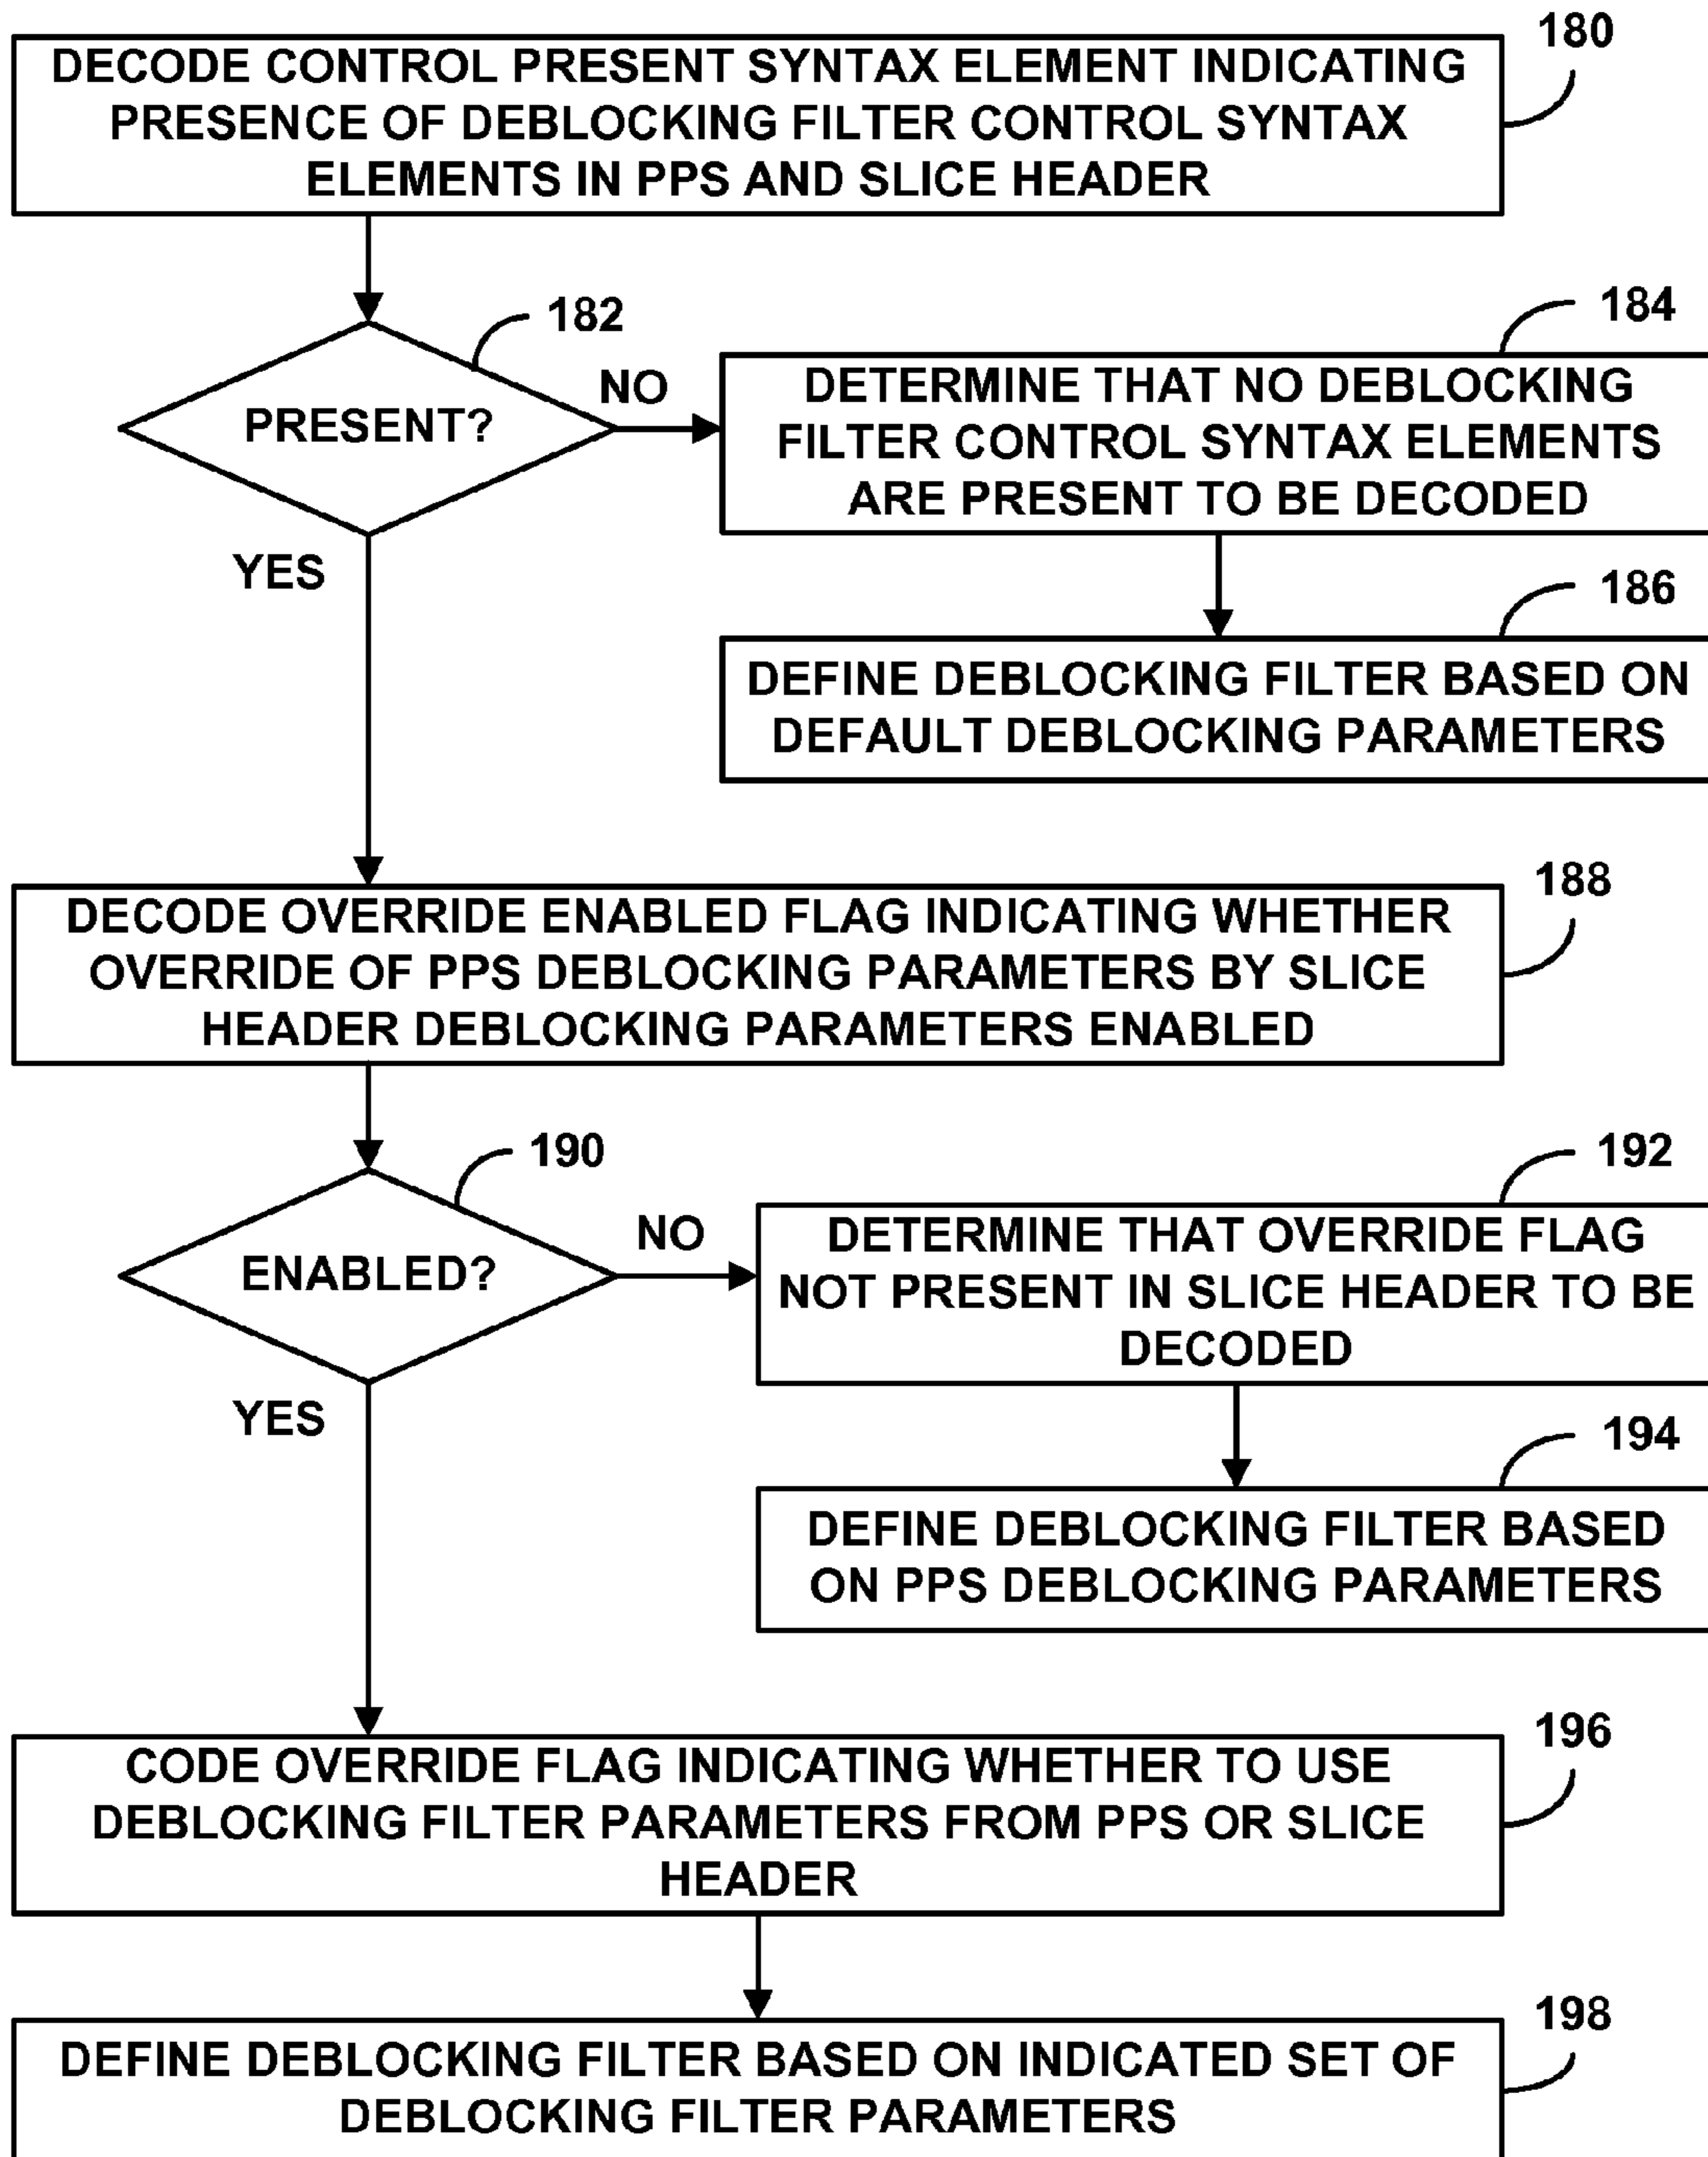 180
DECODE CONTROL PRESENT SYNTAX ELEMENT INDICATING
PRESENCE OF DEBLOCKING FILTER CONTROL SYNTAX
ELEMENTS IN PPS AND SLICE HEADER
182
PRESENT?
NO
YES
184
DETERMINE THAT NO DEBLOCKING
FILTER CONTROL SYNTAX ELEMENTS
ARE PRESENT TO BE DECODED
186
DEFINE DEBLOCKING FILTER BASED ON
DEFAULT DEBLOCKING PARAMETERS
188
DECODE OVERRIDE ENABLED FLAG INDICATING WHETHER
OVERRIDE OF PPS DEBLOCKING PARAMETERS BY SLICE
HEADER DEBLOCKING PARAMETERS ENABLED
190
ENABLED?
NO
YES
192
DETERMINE THAT OVERRIDE FLAG
NOT PRESENT IN SLICE HEADER TO BE
DECODED
194
DEFINE DEBLOCKING FILTER BASED
ON PPS DEBLOCKING PARAMETERS
196
CODE OVERRIDE FLAG INDICATING WHETHER TO USE
DEBLOCKING FILTER PARAMETERS FROM PPS OR SLICE
HEADER
198
DEFINE DEBLOCKING FILTER BASED ON INDICATED SET OF
DEBLOCKING FILTER PARAMETERS